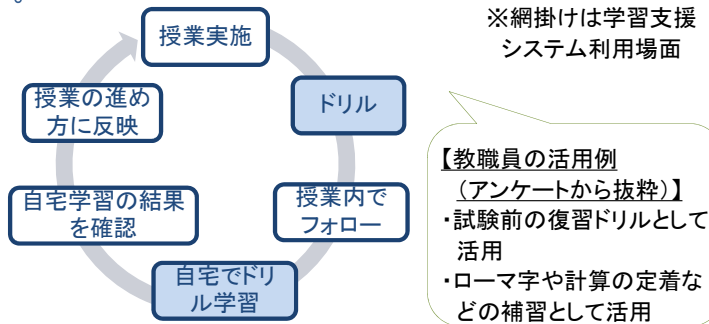 。
授業実施
ドリル
授業内で
フォロー
自宅でドリ
ル学習
自宅学習の結果
を確認
授業の進め
方に反映
※網掛けは学習支援
システム利用場面
【教職員の活用例
（アンケートから抜粋）】
・試験前の復習ドリルとして
活用
・ローマ字や計算の定着な
どの補習として活用